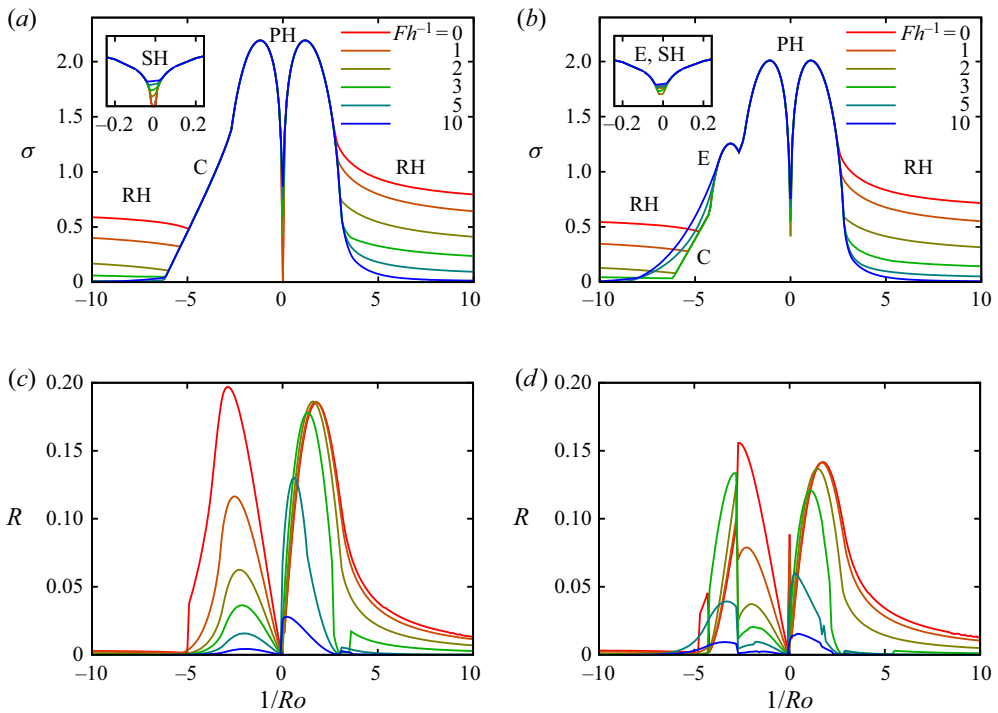 (a)
PH
Fh−1 = 0
1
2
3
5
10
SH
−0.2 0 0.2
2.0
1.5
1.0
0.5
0
σ
C
RH
RH
−10 −5 0 5 10
(b)
PH
Fh−1 = 0
1
2
3
5
10
E, SH
−0.2 0 0.2
2.0
1.5
1.0
0.5
0
σ
E
C
RH
RH
−10 −5 0 5 10
(c)
0.20
0.15
0.10
0.05
0
R
−10 −5 0 5 10
1/Ro
(d)
0.20
0.15
0.10
0.05
0
R
−10 −5 0 5 10
1/Ro